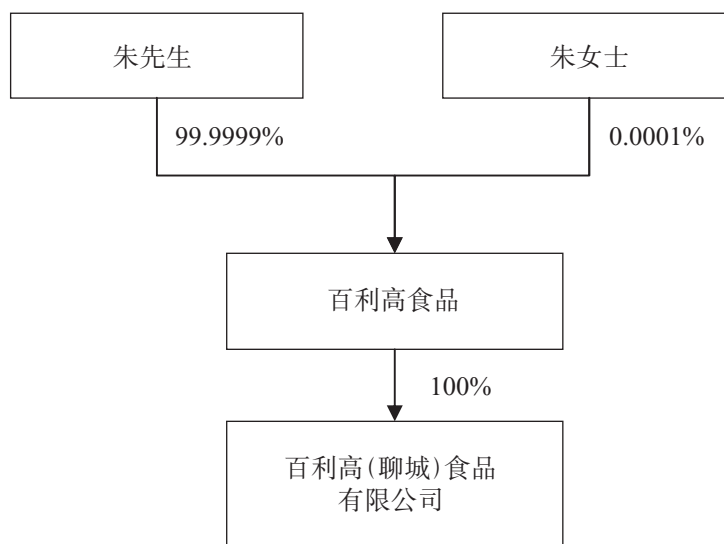 朱先生
朱女士
99.9999%
0.0001%
百利高食品
100%
百利高(聊城)食品
有限公司